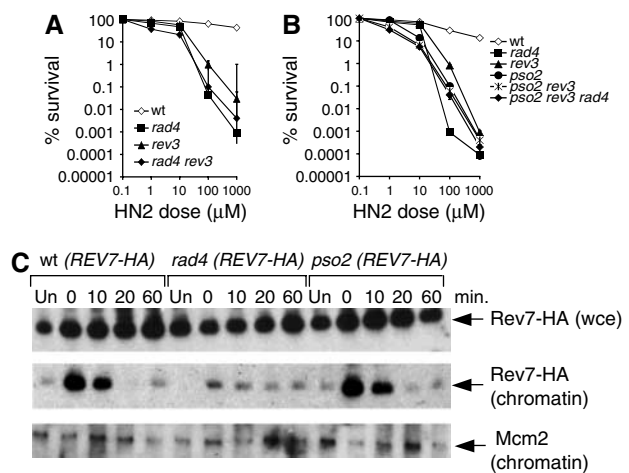 A
100
10
1
0.1
0.01
0.001
0.0001
0.00001
% survival
wt
rad4
rev3
rad4 rev3
0.1 1 10 100 1000
HN2 dose (μM)
B
100
10
1
0.1
0.01
0.001
0.0001
0.00001
% survival
0.1 1 10 100 1000
HN2 dose (μM)
wt
rad4
rev3
pso2
pso2 rev3
pso2 rev3 rad4
C
wt (REV7-HA) rad4 (REV7-HA) pso2 (REV7-HA)
Un 0 10 20 60 Un 0 10 20 60 Un 0 10 20 60 min.
Rev7-HA (wce)
Rev7-HA
(chromatin)
Mcm2
(chromatin)